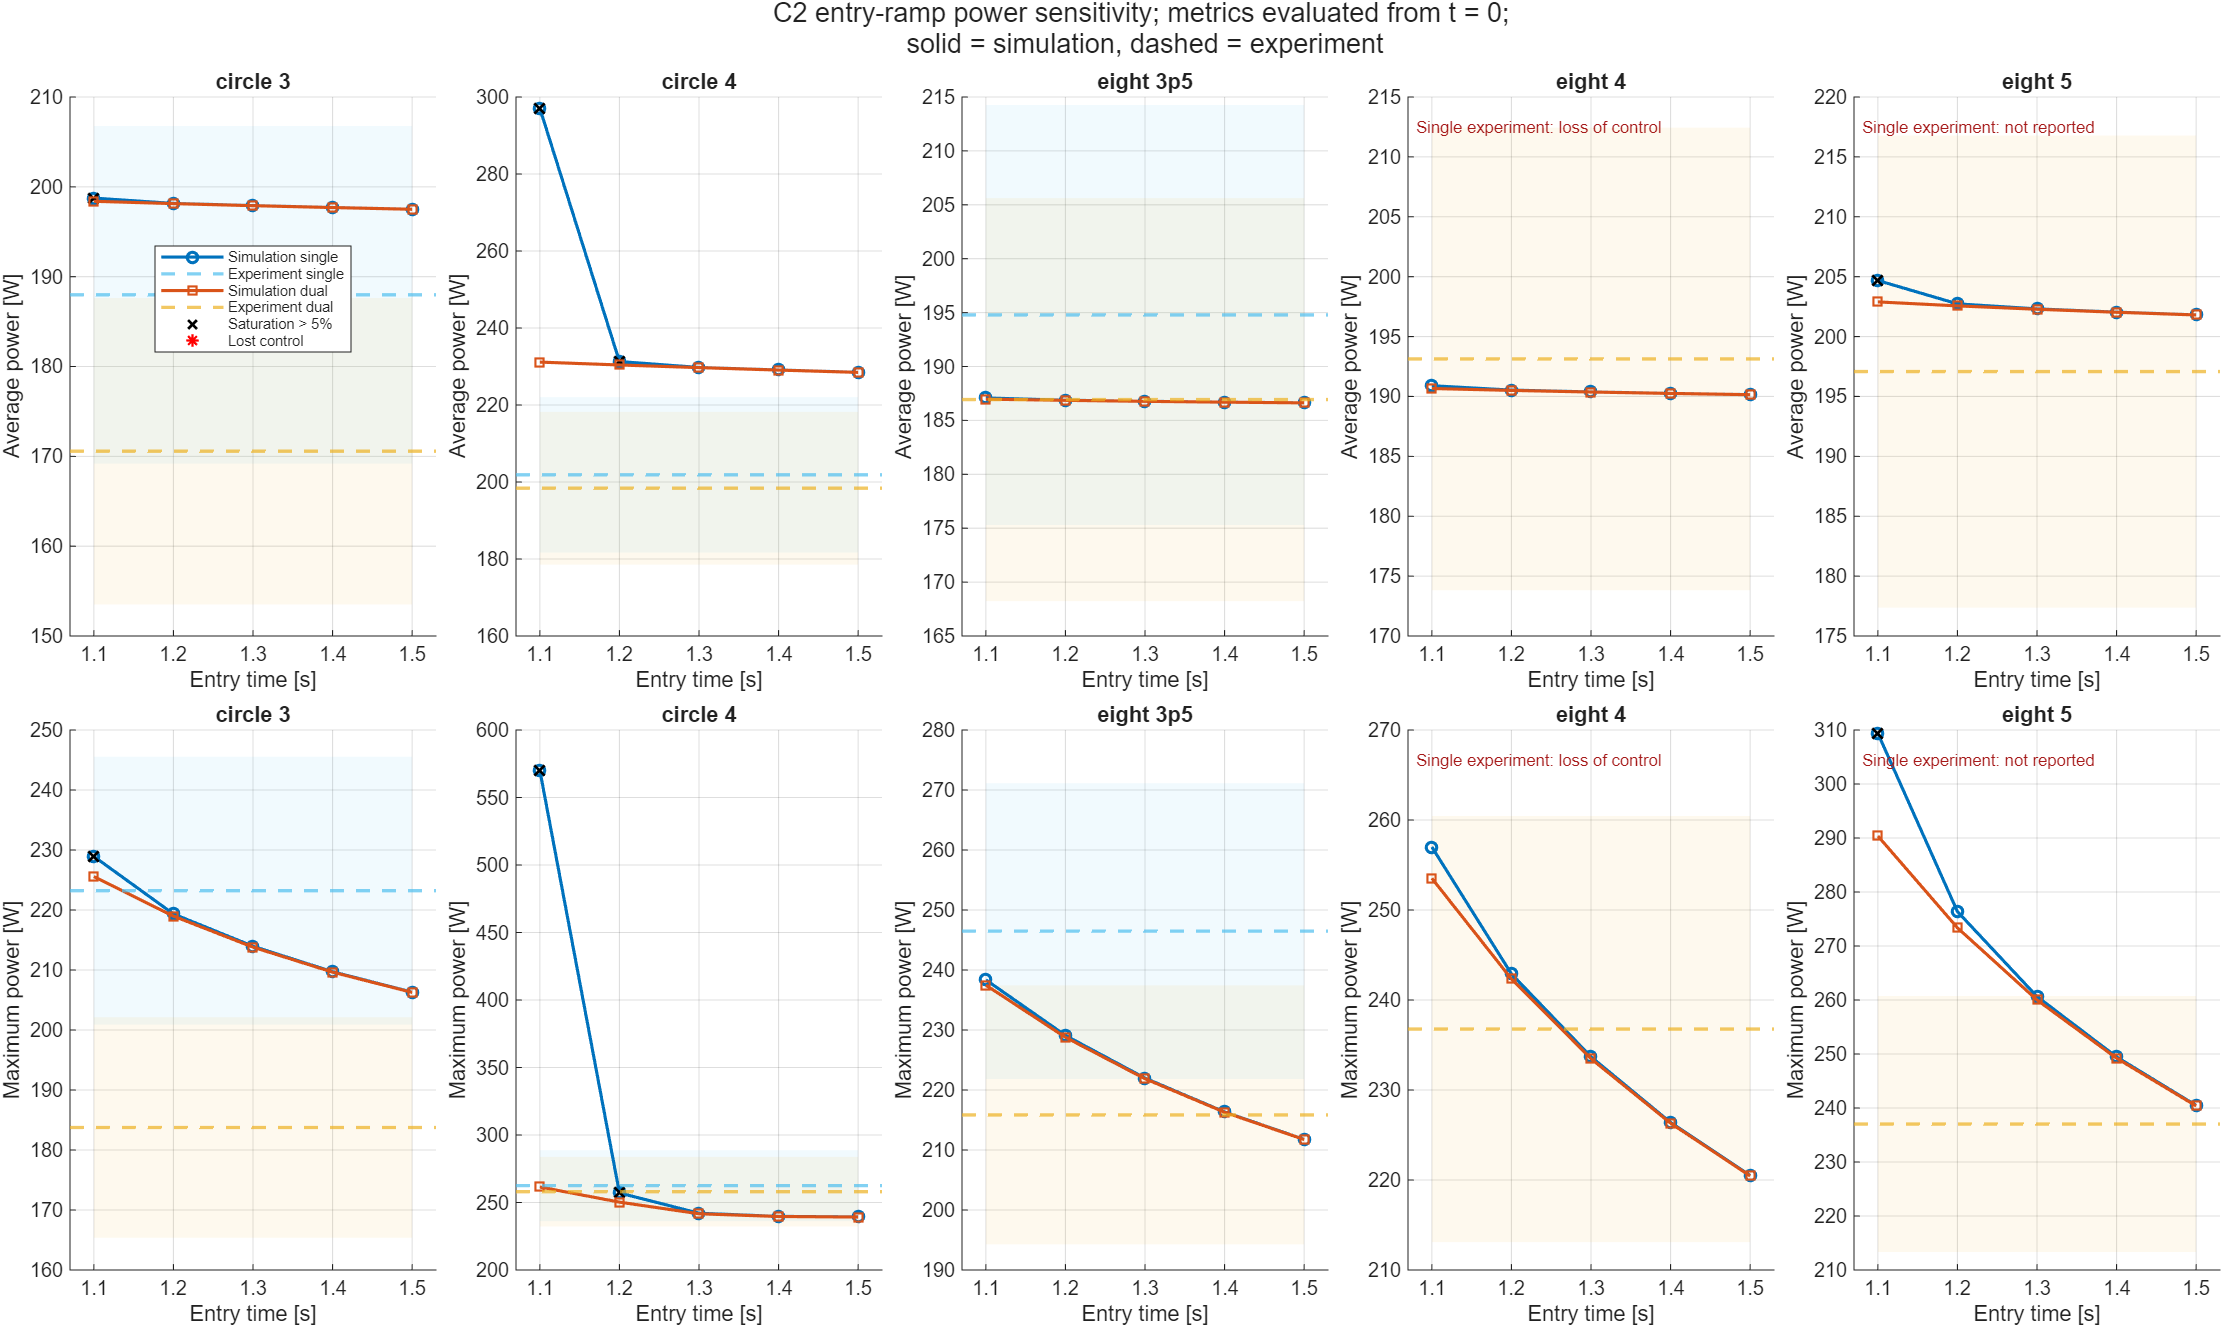 C2 entry-ramp power sensitivity; metrics evaluated from t = 0;
solid = simulation, dashed = experiment
circle 3
210
200
190
180
170
160
150
1.1 1.2 1.3 1.4 1.5
Entry time [s]
Average power [W]
Simulation single
Experiment single
Simulation dual
Experiment dual
Saturation > 5%
Lost control
circle 4
300
280
260
240
220
200
180
160
1.1 1.2 1.3 1.4 1.5
Entry time [s]
Average power [W]
eight 3p5
215
210
205
200
195
190
185
180
175
170
165
1.1 1.2 1.3 1.4 1.5
Entry time [s]
Average power [W]
eight 4
Single experiment: loss of control
215
210
205
200
195
190
185
180
175
170
1.1 1.2 1.3 1.4 1.5
Entry time [s]
Average power [W]
eight 5
Single experiment: not reported
220
215
210
205
200
195
190
185
180
175
1.1 1.2 1.3 1.4 1.5
Entry time [s]
Average power [W]
circle 3
250
240
230
220
210
200
190
180
170
160
1.1 1.2 1.3 1.4 1.5
Entry time [s]
Maximum power [W]
circle 4
600
550
500
450
400
350
300
250
200
1.1 1.2 1.3 1.4 1.5
Entry time [s]
Maximum power [W]
eight 3p5
280
270
260
250
240
230
220
210
200
190
1.1 1.2 1.3 1.4 1.5
Entry time [s]
Maximum power [W]
eight 4
Single experiment: loss of control
270
260
250
240
230
220
210
1.1 1.2 1.3 1.4 1.5
Entry time [s]
Maximum power [W]
eight 5
Single experiment: not reported
310
300
290
280
270
260
250
240
230
220
210
1.1 1.2 1.3 1.4 1.5
Entry time [s]
Maximum power [W]